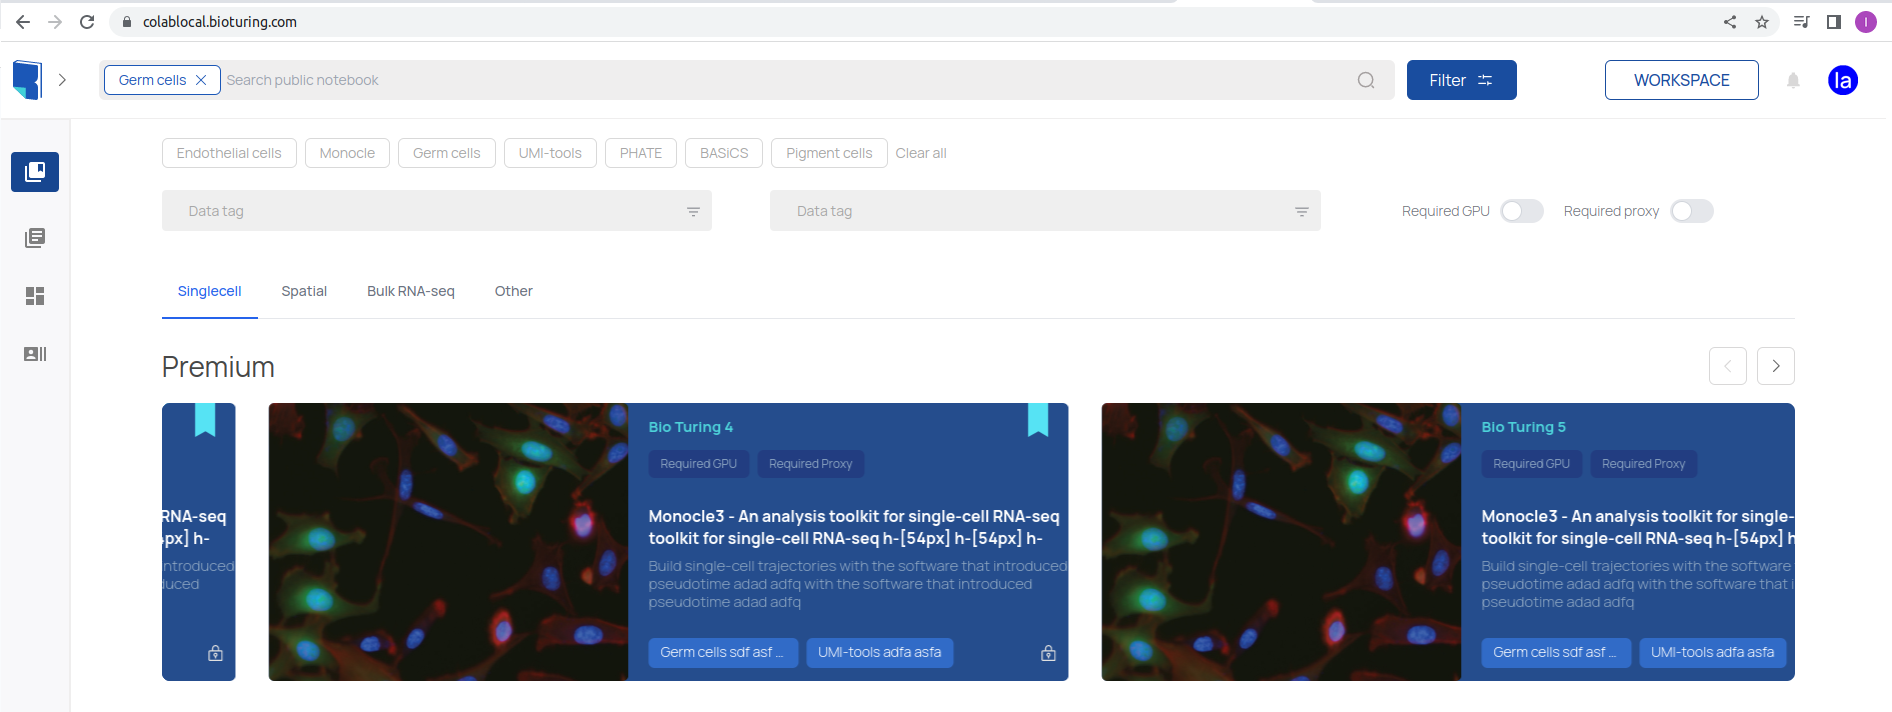 colablocal.bioturing.com
I
Germ cells
Search public notebook
Filter
WORKSPACE
la
Endothelial cells
Monocle
Germ cells
UMI-tools
PHATE
BASiCS
Pigment cells
Clear all
Data tag
Data tag
Required GPU
Required proxy
Singlecell
Spatial
Bulk RNA-seq
Other
Premium
RNA-seq
px] h-
ntroduced
duced
Bio Turing 4
Required GPU
Required Proxy
Monocle3 - An analysis toolkit for single-cell RNA-seq
toolkit for single-cell RNA-seq h-[54px] h-[54px] h-
Build single-cell trajectories with the software that introduced
pseudotime adad adfq with the software that introduced
pseudotime adad adfq
Germ cells sdf asf ...
UMI-tools adfa asfa
Bio Turing 5
Required GPU
Required Proxy
Monocle3 - An analysis toolkit for single-
toolkit for single-cell RNA-seq h-[54px] h
Build single-cell trajectories with the software
pseudotime adad adfq with the software that i
pseudotime adad adfq
Germ cells sdf asf ...
UMI-tools adfa asfa